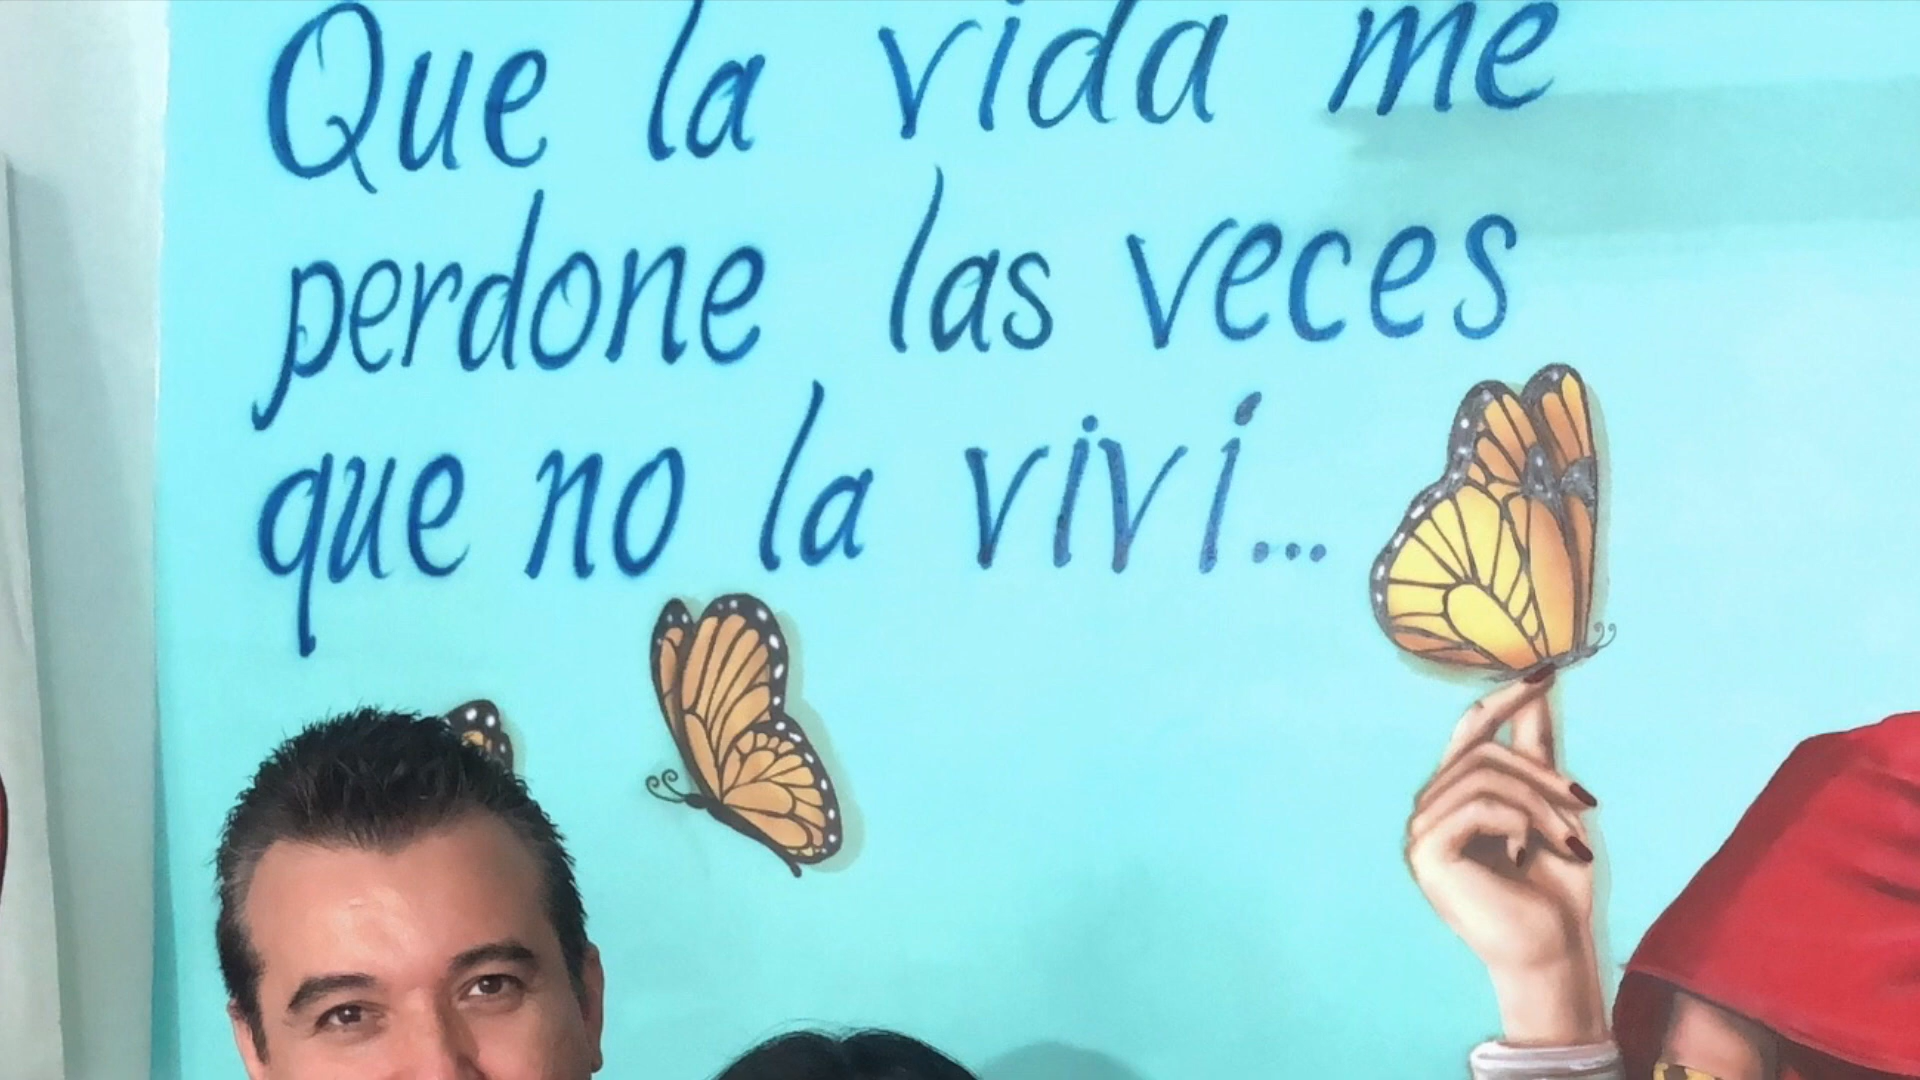 Que la vida me
perdone las veces
que no la viví...